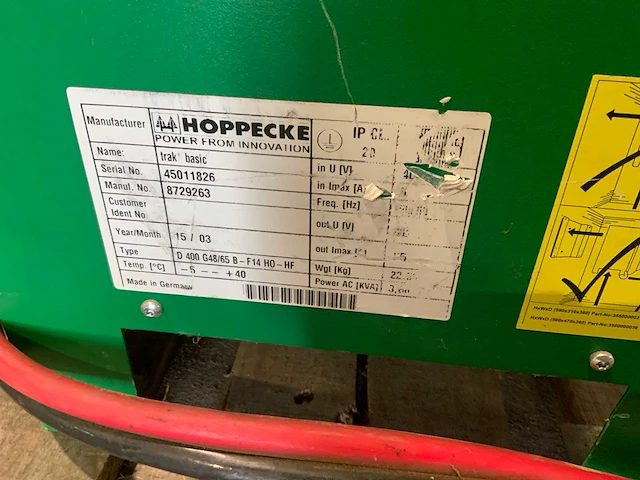 Manufacturer HOPPECKE
POWER FROM INNOVATION
IP CL.
20
Name: trak basic
Serial No. 45011826
Manul. No. 8729263
Customer
Ident No
Year/Month 15 / 03
Type D 400 G48/65 B - F14 HO - HF
Temp. [°C] -5 -- +40
Made in Germany
in U [V]
in Imax [A]
Freq. [Hz]
out U [V]
out Imax
Wgt [Kg]
Power AC [KVA]